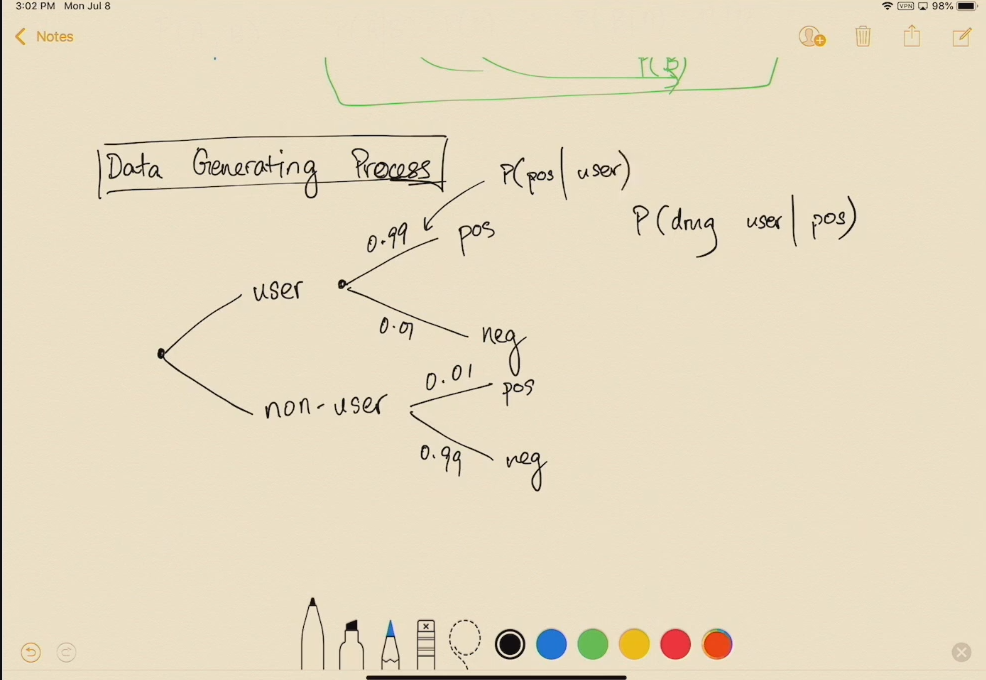 3:02 PM Mon Jul 8
VPN 98%
Notes
P(B)
Data Generating Process
P(pos | user)
P(drug user | pos)
0.99
pos
user
0.01
neg
0.01
pos
non-user
0.99
neg